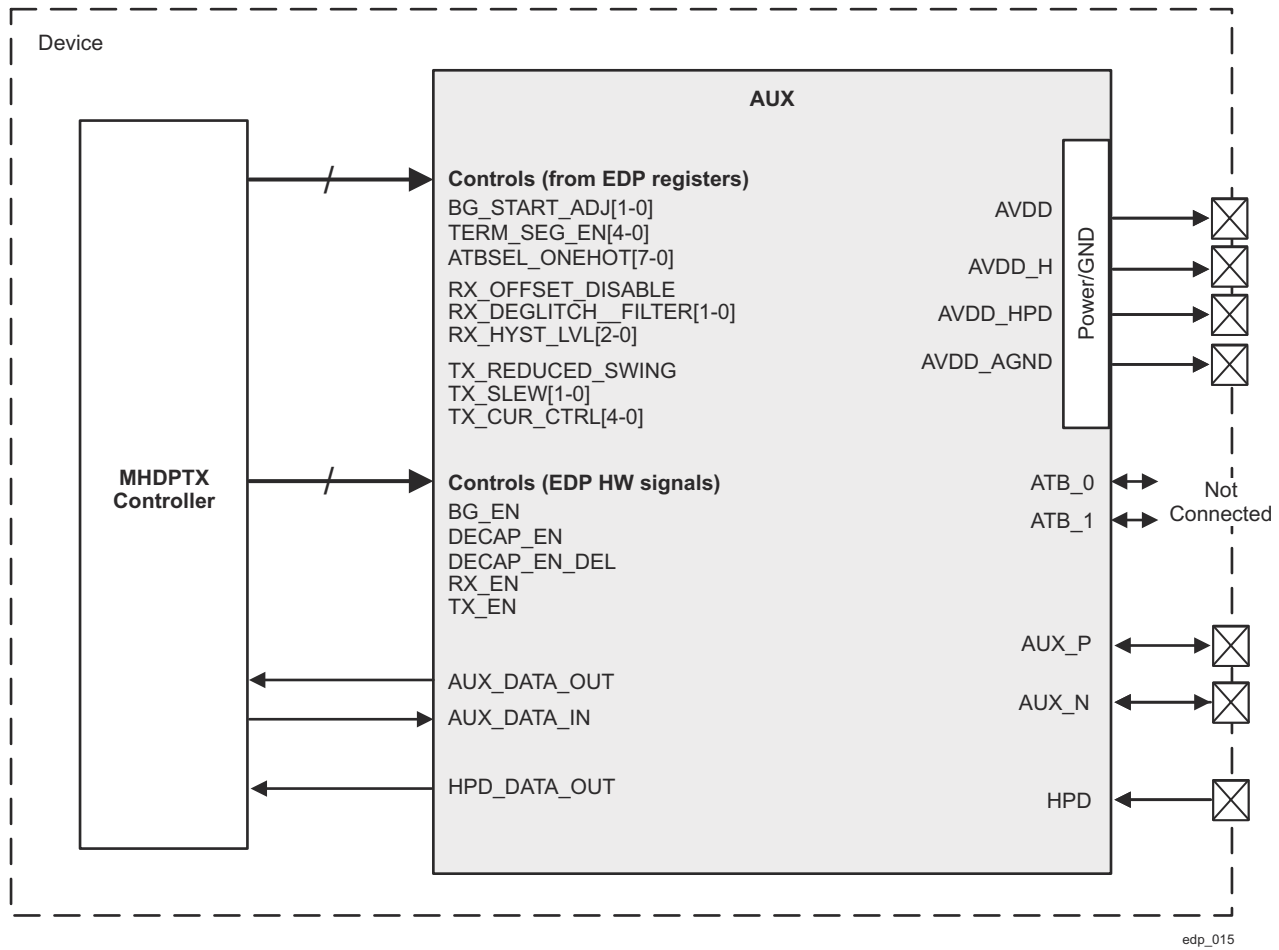 Device
AUX
Controls (from EDP registers)
BG_START_ADJ[1-0]
TERM_SEG_EN[4-0]
ATBSEL_ONEHOT[7-0]
RX_OFFSET_DISABLE
RX_DEGLITCH__FILTER[1-0]
RX_HYST_LVL[2-0]
TX_REDUCED_SWING
TX_SLEW[1-0]
TX_CUR_CTRL[4-0]
AVDD
AVDD_H
AVDD_HPD
AVDD_AGND
Power/GND
MHDPTX
Controller
Controls (EDP HW signals)
BG_EN
DECAP_EN
DECAP_EN_DEL
RX_EN
TX_EN
ATB_0
ATB_1
Not
Connected
AUX_DATA_OUT
AUX_DATA_IN
HPD_DATA_OUT
AUX_P
AUX_N
HPD
edp_015